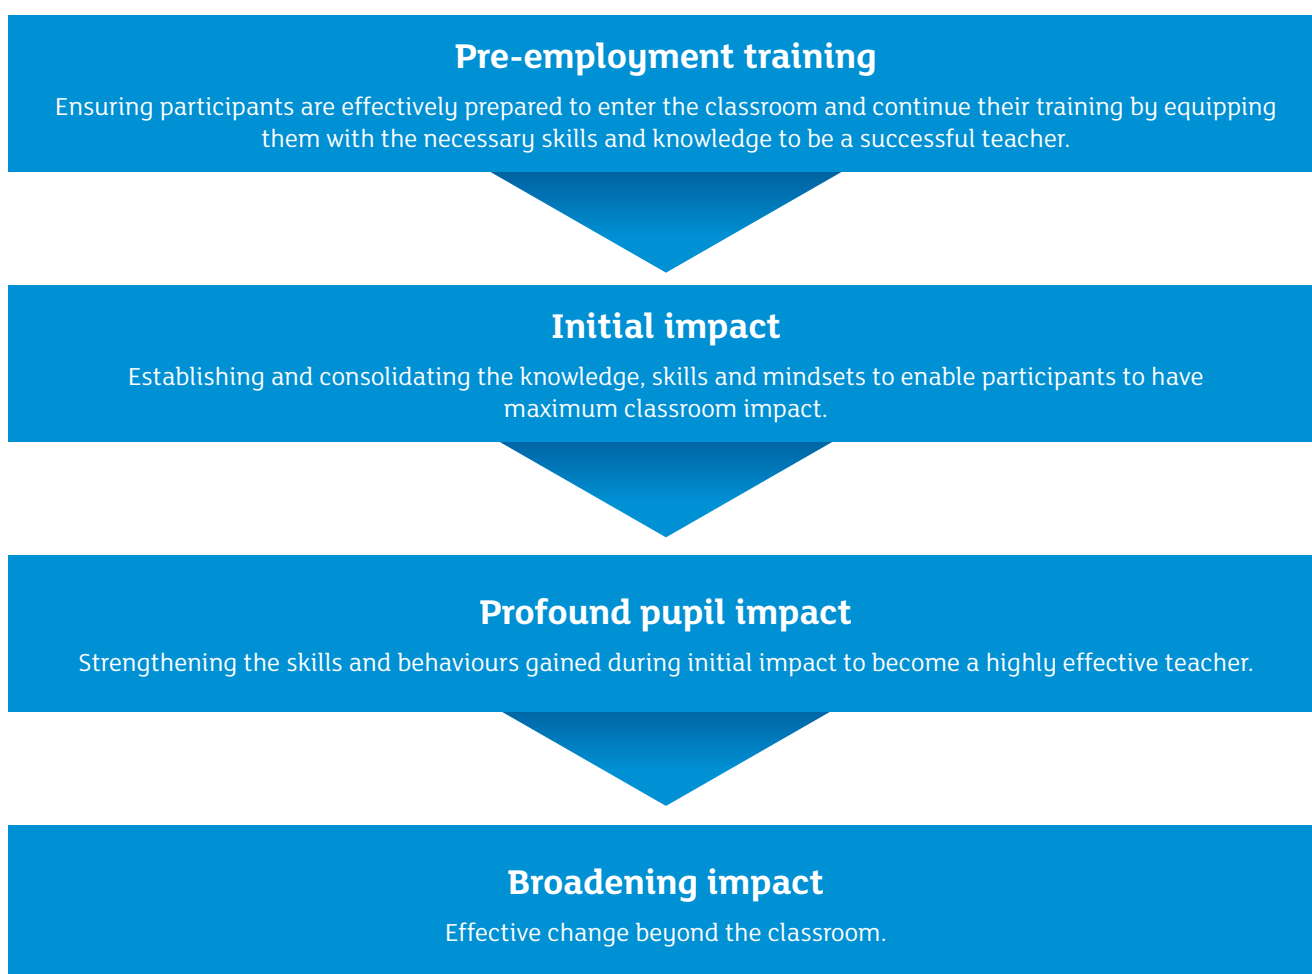 Pre-employment training
Ensuring participants are effectively prepared to enter the classroom and continue their training by equipping
them with the necessary skills and knowledge to be a successful teacher.
Initial impact
Establishing and consolidating the knowledge, skills and mindsets to enable participants to have
maximum classroom impact.
Profound pupil impact
Strengthening the skills and behaviours gained during initial impact to become a highly effective teacher.
Broadening impact
Effective change beyond the classroom.